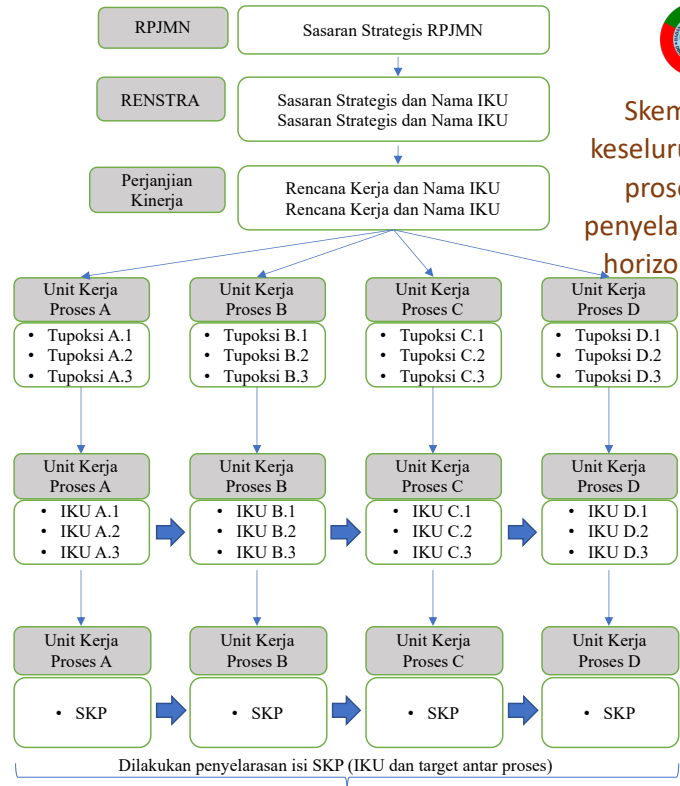 RPJMN
Sasaran Strategis RPJMN
RENSTRA
Sasaran Strategis dan Nama IKU
Sasaran Strategis dan Nama IKU
Perjanjian
Kinerja
Rencana Kerja dan Nama IKU
Rencana Kerja dan Nama IKU
Skem
keseluru
prose
penyela
horizo
Unit Kerja
Proses A
• Tupoksi A.1
• Tupoksi A.2
• Tupoksi A.3
Unit Kerja
Proses B
• Tupoksi B.1
• Tupoksi B.2
• Tupoksi B.3
Unit Kerja
Proses C
• Tupoksi C.1
• Tupoksi C.2
• Tupoksi C.3
Unit Kerja
Proses D
• Tupoksi D.1
• Tupoksi D.2
• Tupoksi D.3
Unit Kerja
Proses A
• IKU A.1
• IKU A.2
• IKU A.3
Unit Kerja
Proses B
• IKU B.1
• IKU B.2
• IKU B.3
Unit Kerja
Proses C
• IKU C.1
• IKU C.2
• IKU C.3
Unit Kerja
Proses D
• IKU D.1
• IKU D.2
• IKU D.3
Unit Kerja
Proses A
• SKP
Unit Kerja
Proses B
• SKP
Unit Kerja
Proses C
• SKP
Unit Kerja
Proses D
• SKP
Dilakukan penyelarasan isi SKP (IKU dan target antar proses)